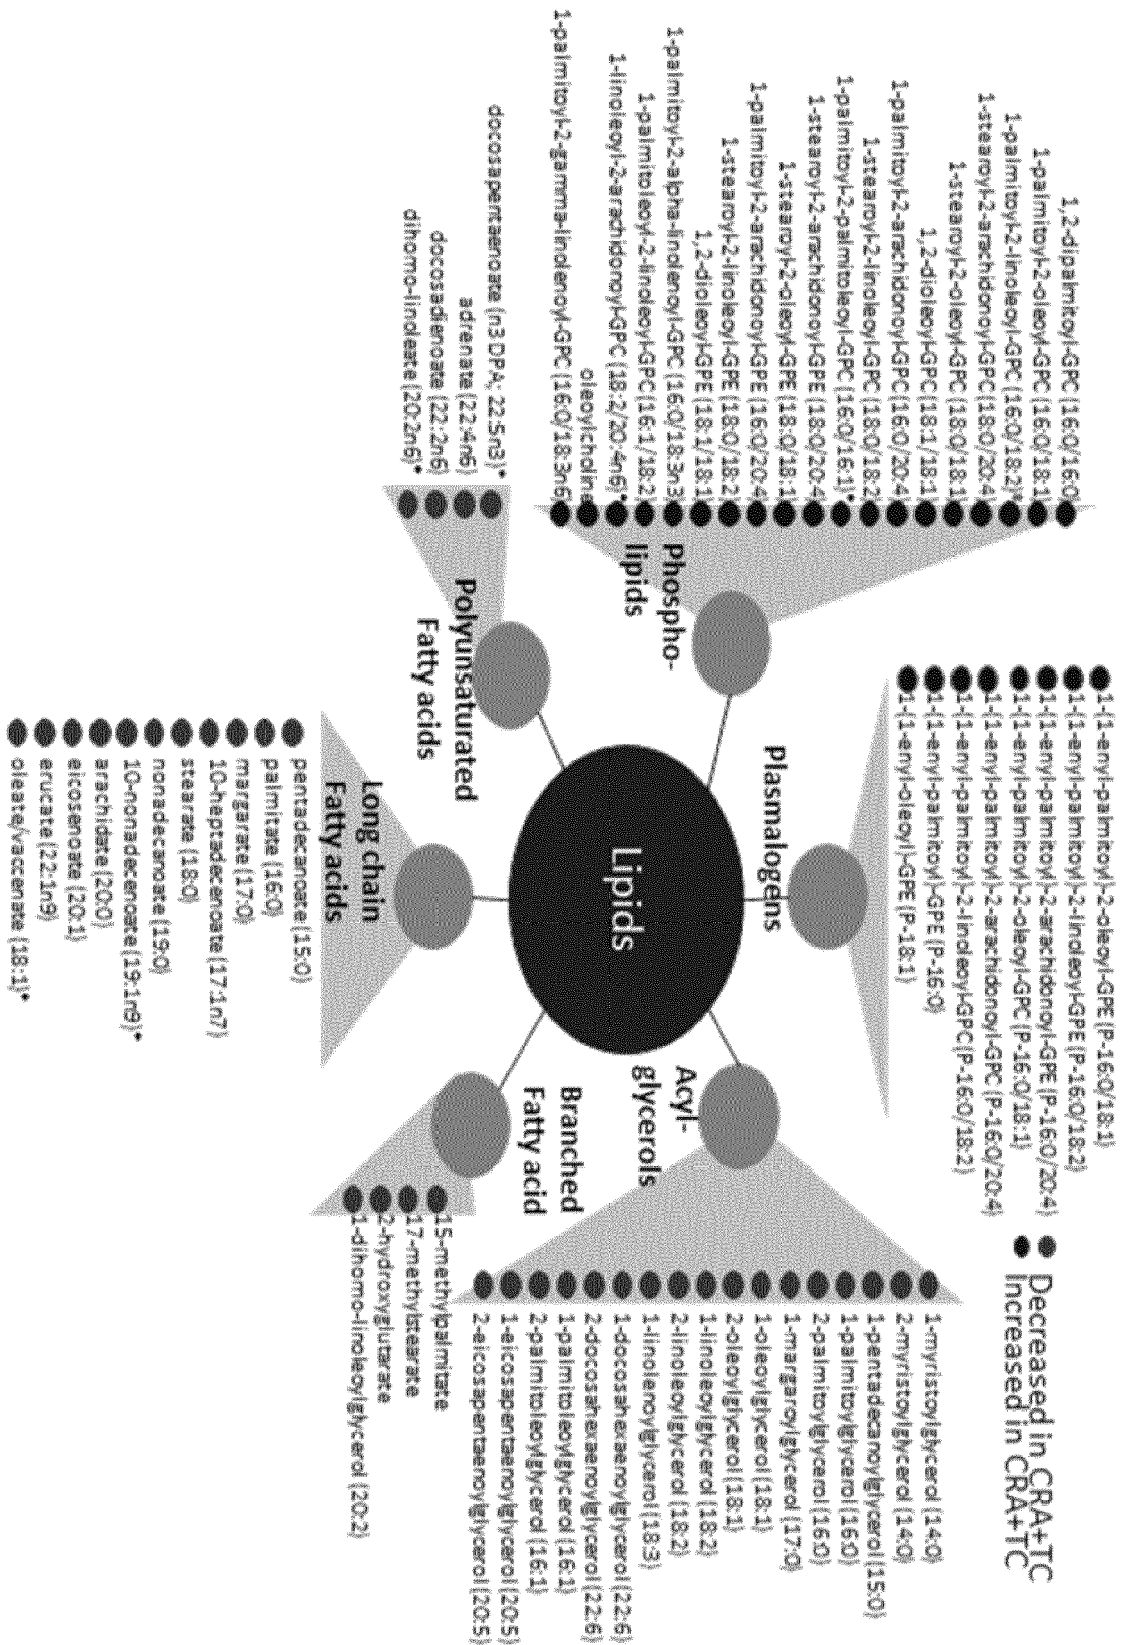 Decreased in CRA+TC
Increased in CRA+TC
1-(1-enyl-palmitoyl)-2-oleoyl-GPE (P-16:0/18:1)
1-(1-enyl-palmitoyl)-2-linoleoyl-GPE (P-16:0/18:2)
1-(1-enyl-palmitoyl)-2-arachidonoyl-GPE (P-16:0/20:4)
1-(1-enyl-palmitoyl)-2-oleoyl-GPC (P-16:0/18:1)
1-(1-enyl-palmitoyl)-2-arachidonoyl-GPC (P-16:0/20:4)
1-(1-enyl-palmitoyl)-2-linoleoyl-GPC (P-16:0/18:2)
1-(1-enyl-palmitoyl)-GPE (P-16:0)
1-(1-enyl-oleoyl)-GPE (P-18:1)
Plasmalogens
1,2-dipalmitoyl-GPC (16:0/16:0)
1-palmitoyl-2-oleoyl-GPC (16:0/18:1)
1-palmitoyl-2-linoleoyl-GPC (16:0/18:2)*
1-stearoyl-2-arachidonoyl-GPC (18:0/20:4)
1-stearoyl-2-oleoyl-GPC (18:0/18:1)
1,2-dioleoyl-GPC (18:1/18:1)
1-palmitoyl-2-arachidonoyl-GPC (16:0/20:4)
1-stearoyl-2-linoleoyl-GPC (18:0/18:2)
1-palmitoyl-2-palmitoleoyl-GPC (16:0/16:1)*
1-stearoyl-2-arachidonoyl-GPE (18:0/20:4)
1-stearoyl-2-oleoyl-GPE (18:0/18:1)
1-palmitoyl-2-arachidonoyl-GPE (16:0/20:4)
1-stearoyl-2-linoleoyl-GPE (18:0/18:2)
1,2-dioleoyl-GPE (18:1/18:1)
1-palmitoyl-2-alpha-linolenoyl-GPC (16:0/18:3n3)
1-palmitoleoyl-2-linoleoyl-GPC (16:1/18:2)
1-linoleoyl-2-arachidonoyl-GPC (18:2/20:4n6)*
oleoylcholine
1-palmitoyl-2-gamma-linolenoyl-GPC (16:0/18:3n6)
Phospho-
lipids
Lipids
Acyl-
glycerols
1-myristoylglycerol (14:0)
2-myristoylglycerol (14:0)
1-pentadecanoylglycerol (15:0)
1-palmitoylglycerol (16:0)
2-palmitoylglycerol (16:0)
1-margaroylglycerol (17:0)
1-oleoylglycerol (18:1)
2-oleoylglycerol (18:1)
1-linoleoylglycerol (18:2)
2-linoleoylglycerol (18:2)
1-linolenoylglycerol (18:3)
1-docosahexaenoylglycerol (22:6)
2-docosahexaenoylglycerol (22:6)
1-palmitoleoylglycerol (16:1)
2-palmitoleoylglycerol (16:1)
1-eicosapentaenoylglycerol (20:5)
2-eicosapentaenoylglycerol (20:5)
docosapentaenoate (n3 DPA; 22:5n3)*
adrenate (22:4n6)
docosadienoate (22:2n6)
dihomo-linoleate (20:2n6)*
Polyunsaturated
Fatty acids
Long chain
Fatty acids
pentadecanoate (15:0)
palmitate (16:0)
margarate (17:0)
10-heptadecenoate (17:1n7)
stearate (18:0)
nonadecanoate (19:0)
10-nonadecenoate (19:1n9)*
arachidate (20:0)
eicosenoate (20:1)
erucate (22:1n9)
oleate/vaccenate (18:1)*
Branched
Fatty acid
15-methylpalmitate
17-methylstearate
2-hydroxyglutarate
1-dihomo-linoleoylglycerol (20:2)